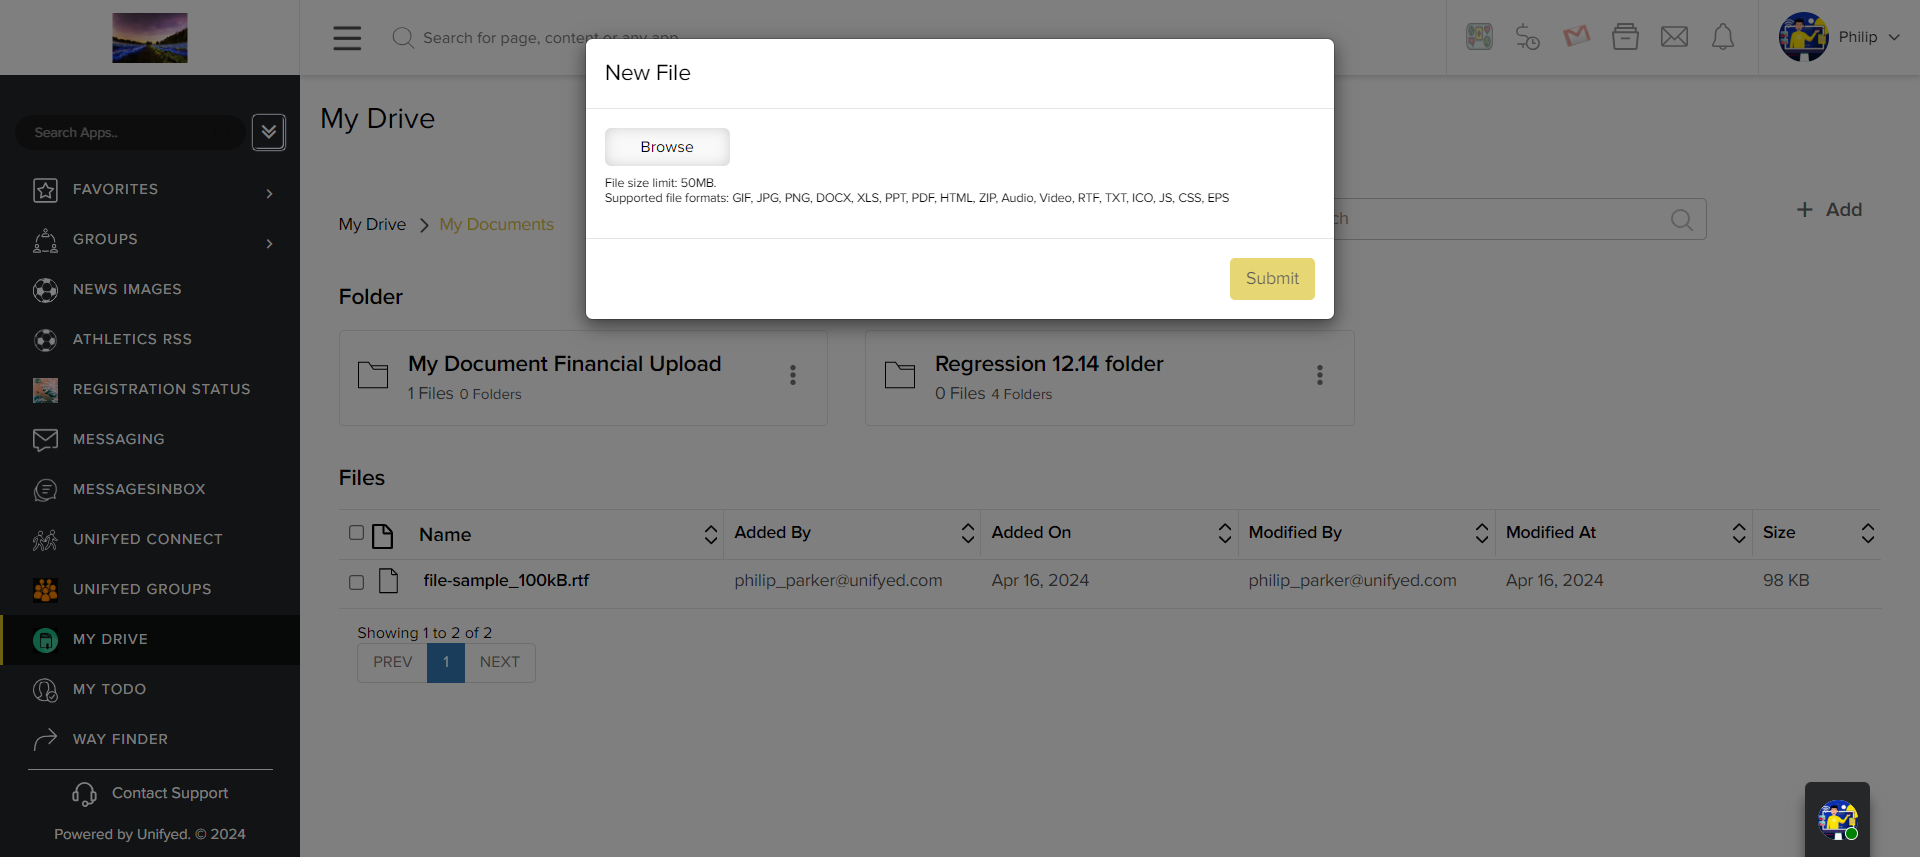 Search for page, content or any app
Philip
New File
Browse
File size limit: 50MB.
Supported file formats: GIF, JPG, PNG, DOCX, XLS, PPT, PDF, HTML, ZIP, Audio, Video, RTF, TXT, ICO, JS, CSS, EPS
Submit
Search Apps..
FAVORITES
GROUPS
NEWS IMAGES
ATHLETICS RSS
REGISTRATION STATUS
MESSAGING
MESSAGESINBOX
UNIFYED CONNECT
UNIFYED GROUPS
MY DRIVE
MY TODO
WAY FINDER
Contact Support
Powered by Unifyed. © 2024
My Drive
My Drive > My Documents
ch
+ Add
Folder
My Document Financial Upload
1 Files 0 Folders
Regression 12.14 folder
0 Files 4 Folders
Files
Name Added By Added On Modified By Modified At Size
file-sample_100kB.rtf philip_parker@unifyed.com Apr 16, 2024 philip_parker@unifyed.com Apr 16, 2024 98 KB
Showing 1 to 2 of 2
PREV 1 NEXT